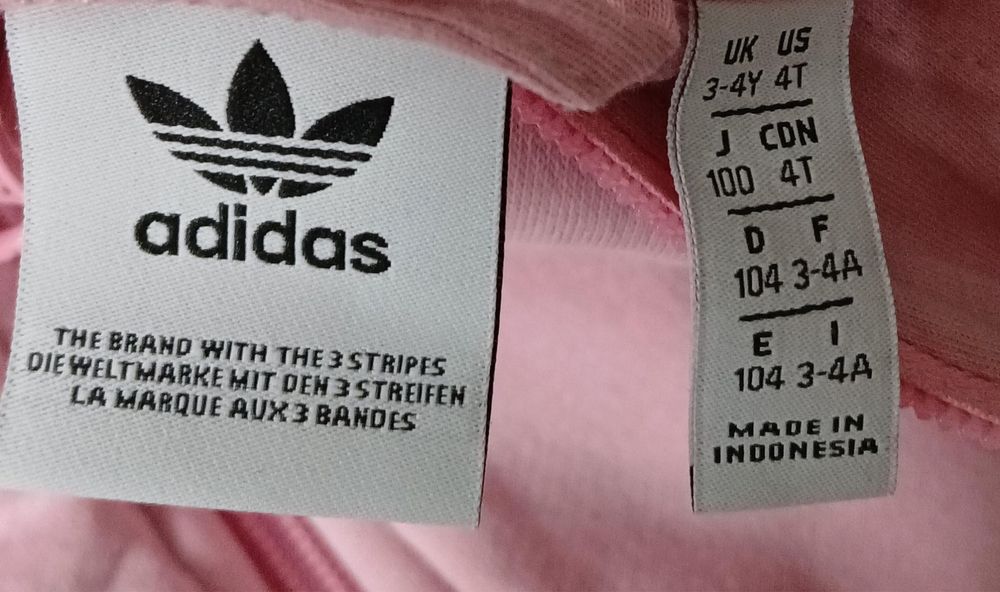 adidas
THE BRAND WITH THE 3 STRIPES
DIE WELTMARKE MIT DEN 3 STREIFEN
LA MARQUE AUX 3 BANDES
UK US
3-4Y 4T
J CDN
100 4T
D F
104 3-4A
E I
104 3-4A
MADE IN
INDONESIA